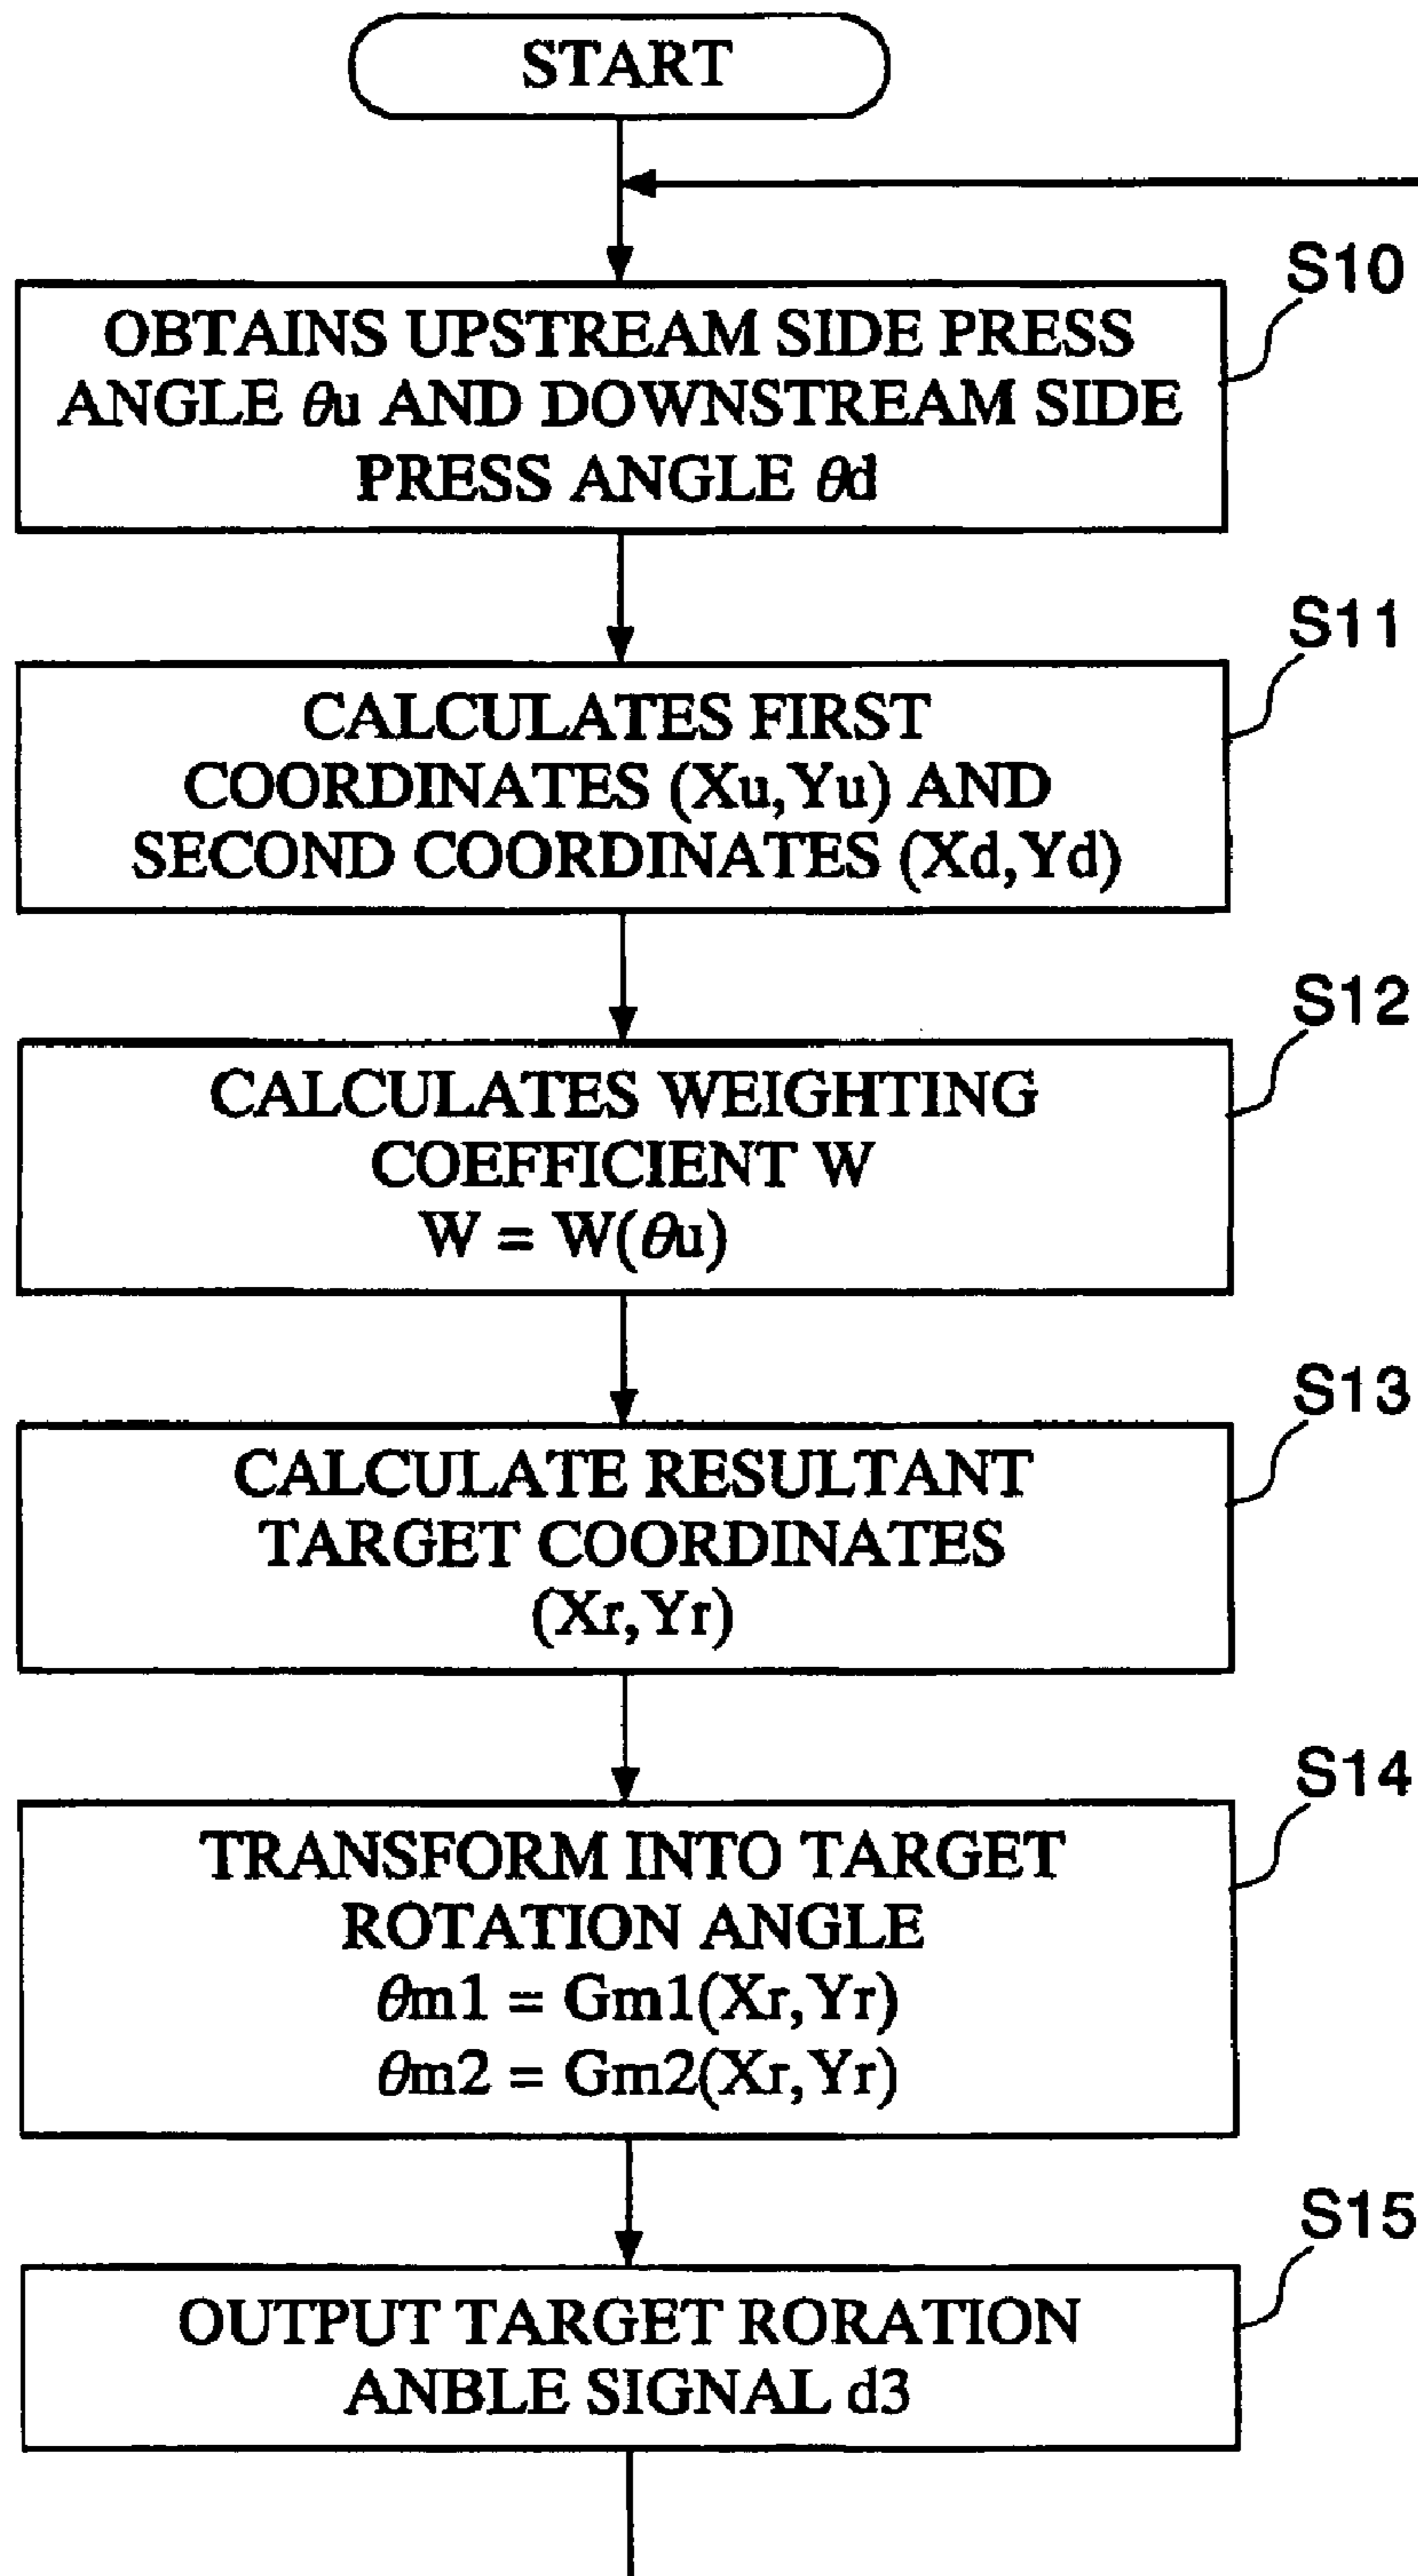 START
S10
OBTAINS UPSTREAM SIDE PRESS
ANGLE θu AND DOWNSTREAM SIDE
PRESS ANGLE θd
S11
CALCULATES FIRST
COORDINATES (Xu,Yu) AND
SECOND COORDINATES (Xd,Yd)
S12
CALCULATES WEIGHTING
COEFFICIENT W
W = W(θu)
S13
CALCULATE RESULTANT
TARGET COORDINATES
(Xr,Yr)
S14
TRANSFORM INTO TARGET
ROTATION ANGLE
θm1 = Gm1(Xr,Yr)
θm2 = Gm2(Xr,Yr)
S15
OUTPUT TARGET RORATION
ANBLE SIGNAL d3